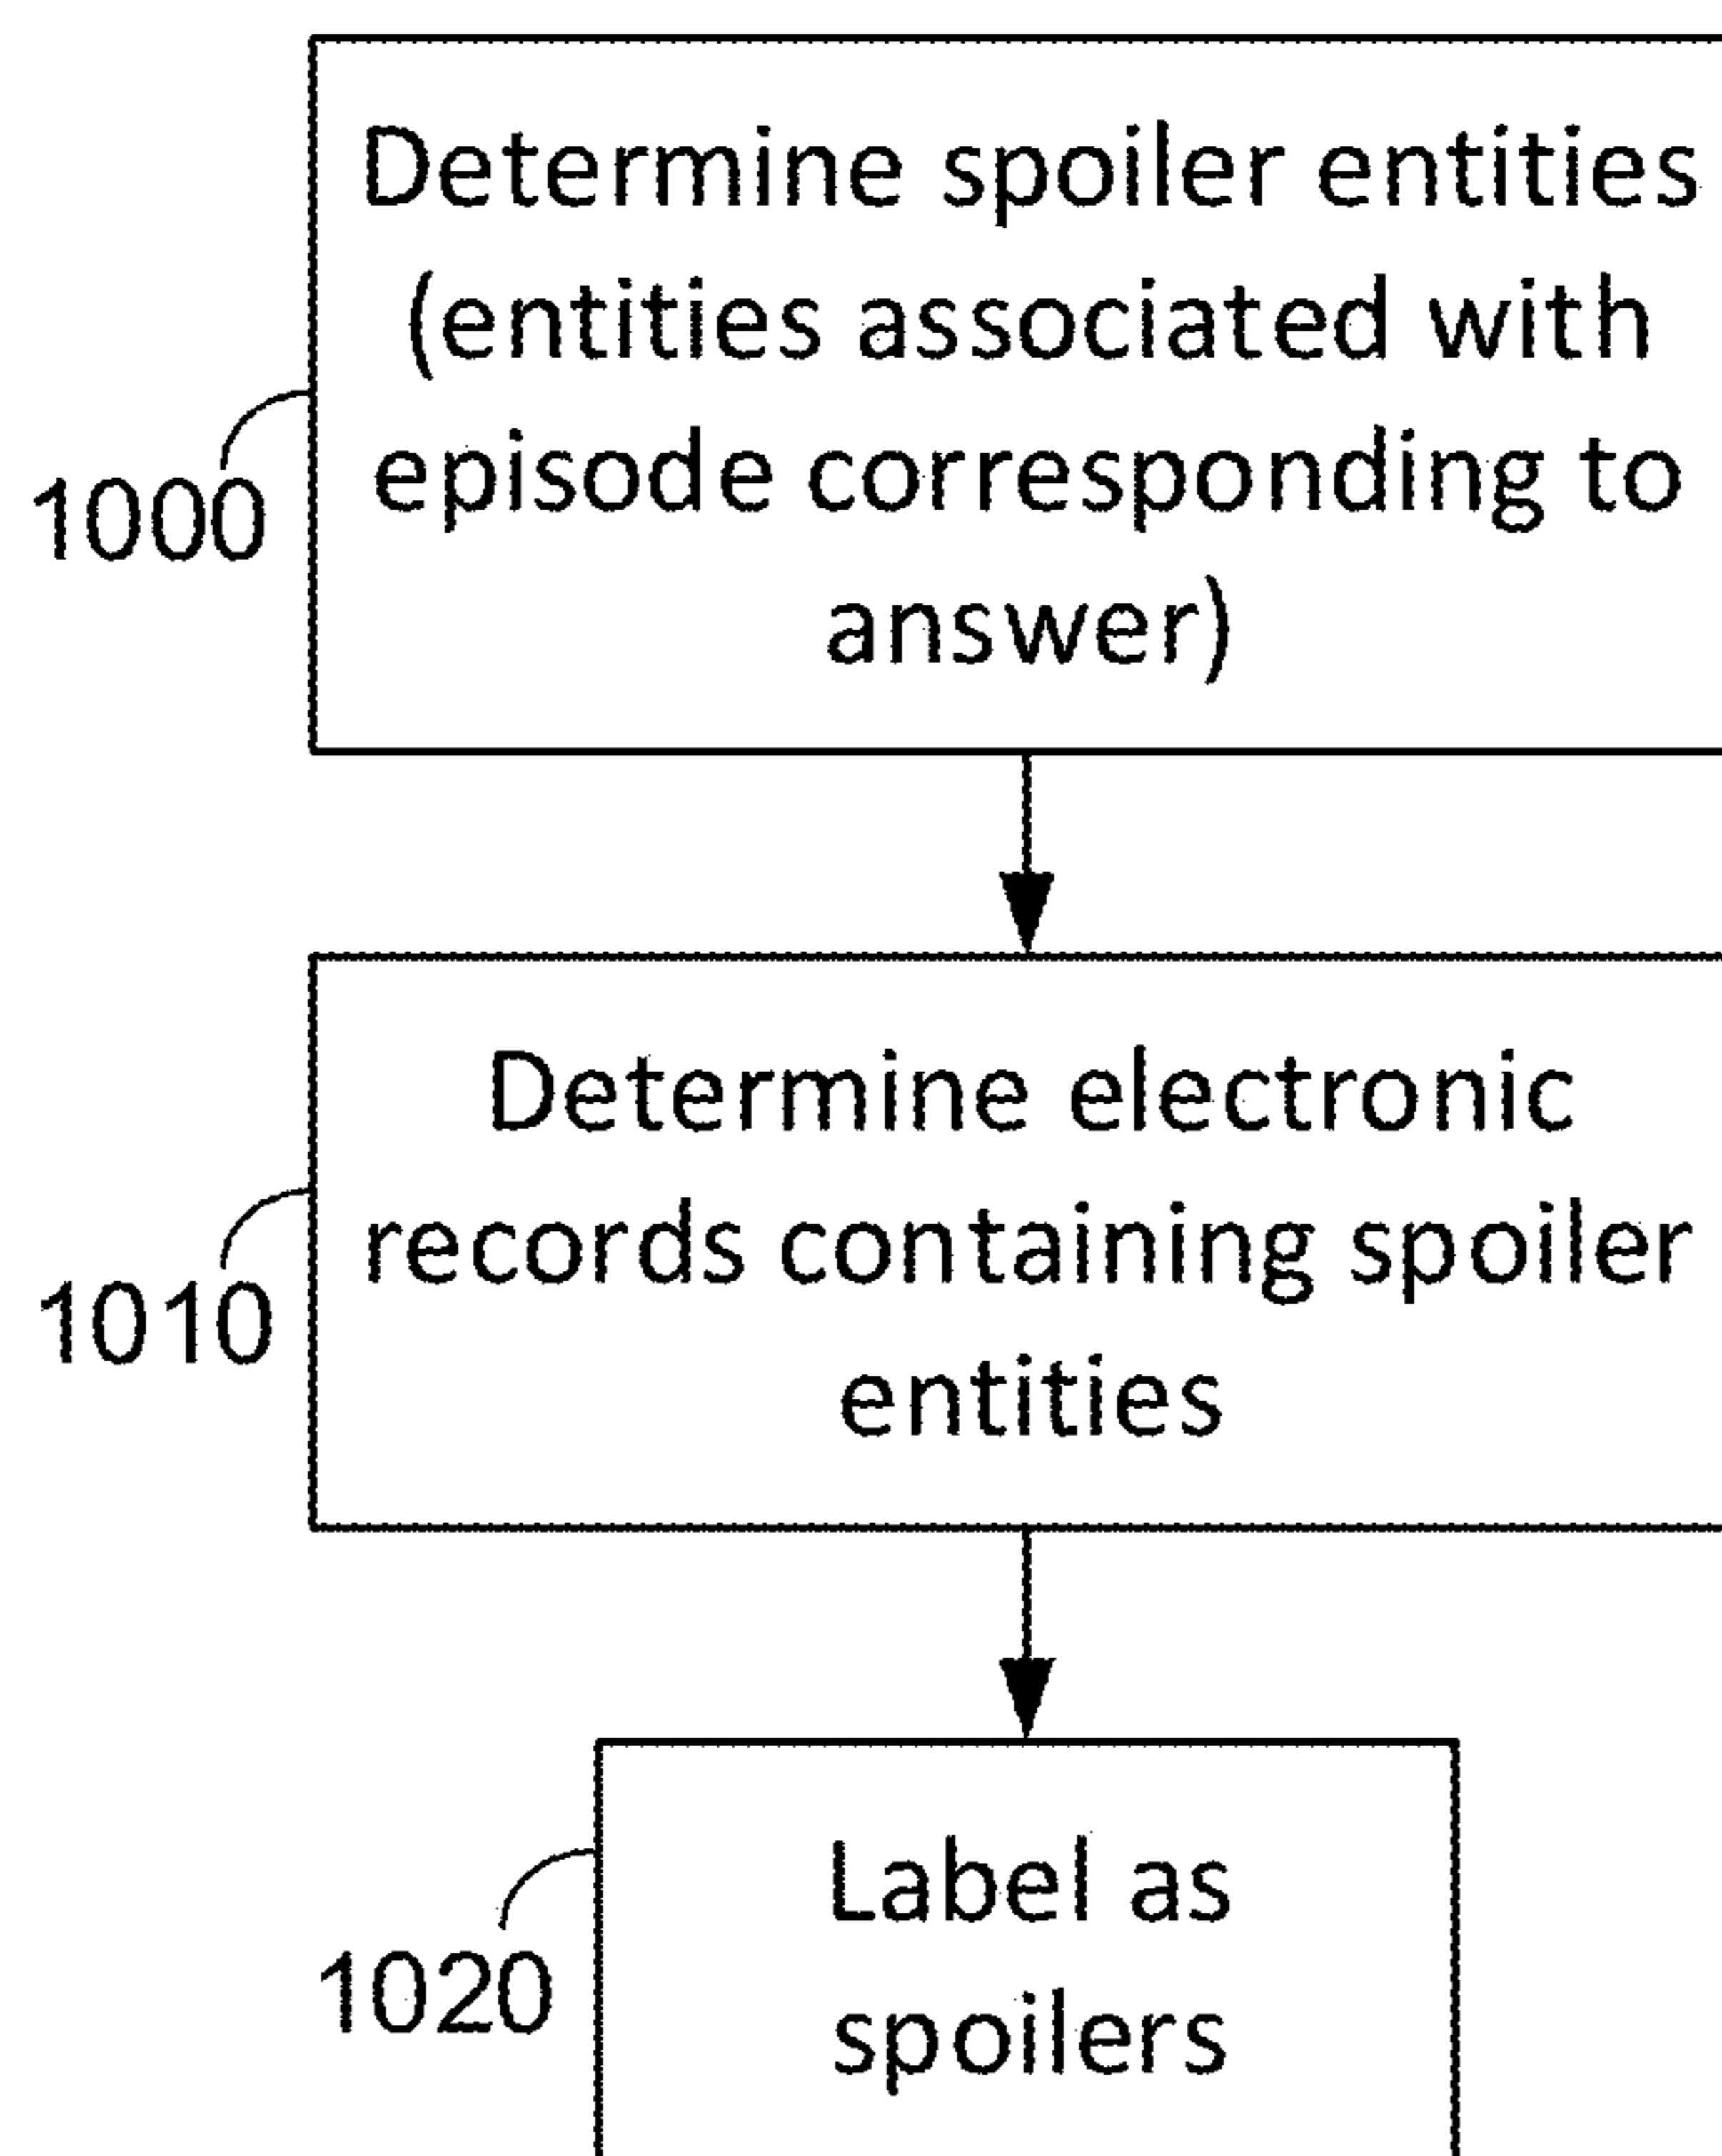 Determine spoiler entities
(entities associated with
episode corresponding to
answer)
1000
Determine electronic
records containing spoiler
entities
1010
Label as
spoilers
1020